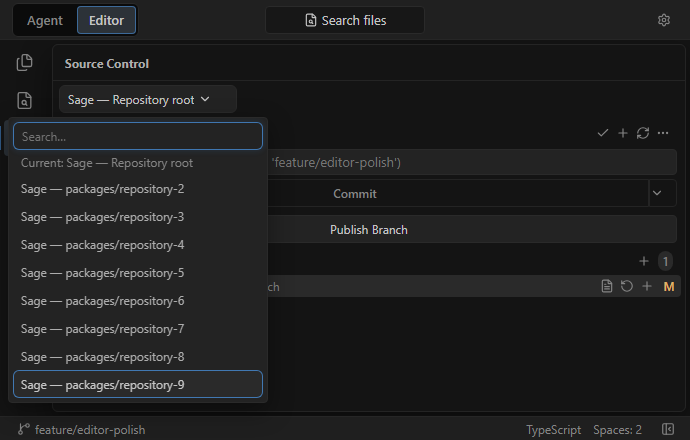 Agent
Editor
Search files
Source Control
Sage — Repository root
Search...
Current: Sage — Repository root
Sage — packages/repository-2
Sage — packages/repository-3
Sage — packages/repository-4
Sage — packages/repository-5
Sage — packages/repository-6
Sage — packages/repository-7
Sage — packages/repository-8
Sage — packages/repository-9
'feature/editor-polish')
Commit
Publish Branch
1
ch
M
feature/editor-polish
TypeScript
Spaces: 2